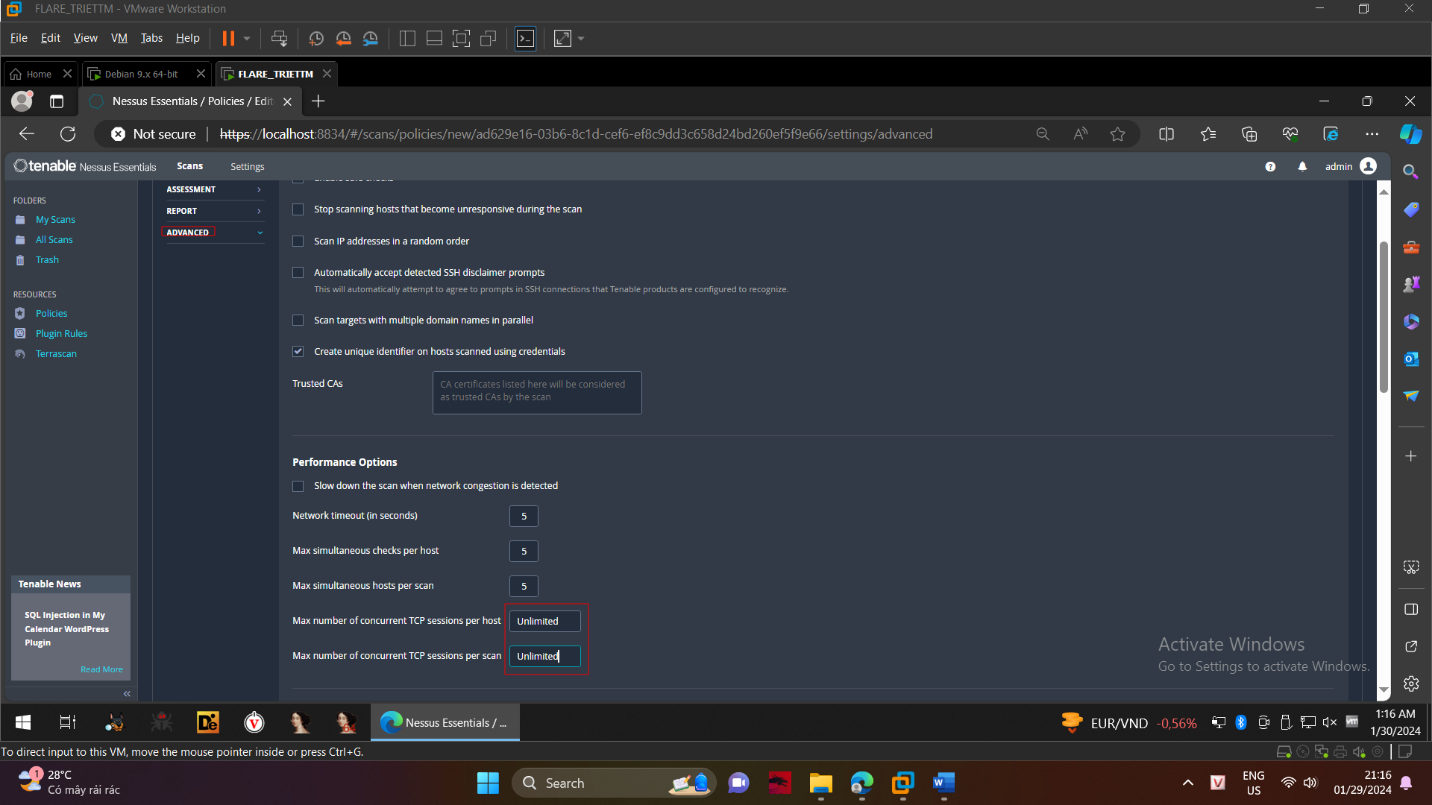 FLARE_TRIETTM - VMware Workstation
File Edit View VM Tabs Help
Home Debian 9.x 64-bit FLARE_TRIETTM
Nessus Essentials / Policies / Edit
Not secure https://localhost:8834/#/scans/policies/new/ad629e16-03b6-8c1d-cef6-ef8c9dd3c658d24bd260ef5f9e66/settings/advanced
tenable Nessus Essentials Scans Settings admin
FOLDERS
My Scans
All Scans
Trash
RESOURCES
Policies
Plugin Rules
Terrascan
Tenable News
SQL Injection in My
Calendar WordPress
Plugin
Read More
ASSESSMENT
REPORT
ADVANCED
Stop scanning hosts that become unresponsive during the scan
Scan IP addresses in a random order
Automatically accept detected SSH disclaimer prompts
This will automatically attempt to agree to prompts in SSH connections that Tenable products are configured to recognize.
Scan targets with multiple domain names in parallel
Create unique identifier on hosts scanned using credentials
Trusted CAs
CA certificates listed here will be considered
as trusted CAs by the scan
Performance Options
Slow down the scan when network congestion is detected
Network timeout (in seconds) 5
Max simultaneous checks per host 5
Max simultaneous hosts per scan 5
Max number of concurrent TCP sessions per host Unlimited
Max number of concurrent TCP sessions per scan Unlimited
Activate Windows
Go to Settings to activate Windows.
De Nessus Essentials / ... EUR/VND -0,56% 1:16 AM
1/30/2024
To direct input to this VM, move the mouse pointer inside or press Ctrl+G.
1 28°C
Có mây rải rác
Search
ENG
US
21:16
01/29/2024